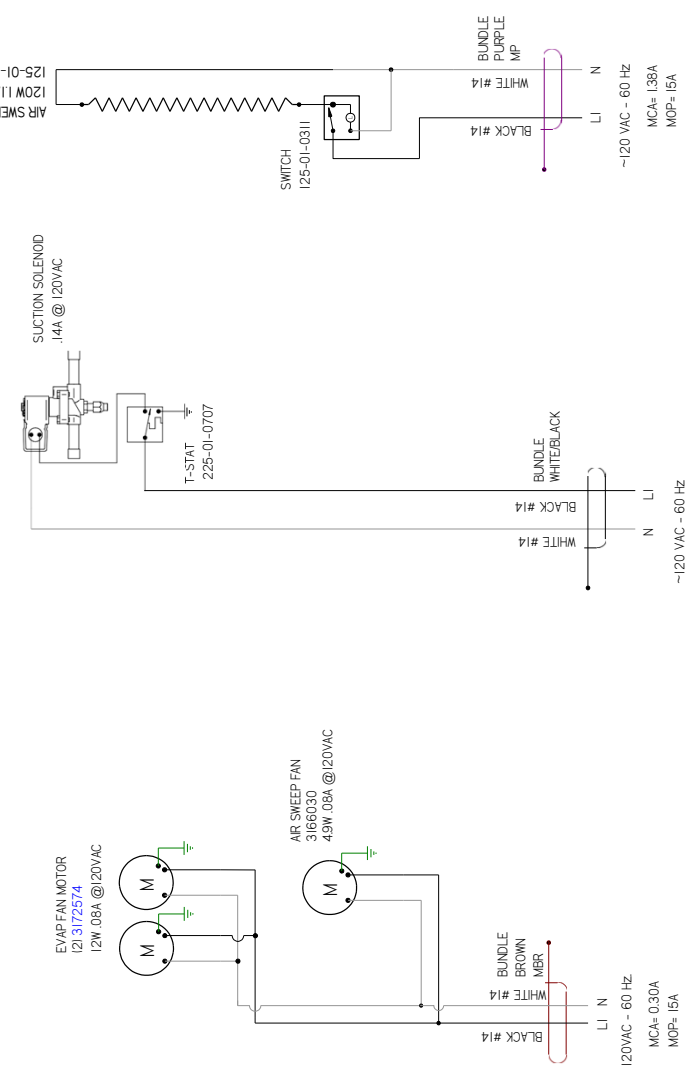 125-01-
120W 1.1
AIR SWE
SWITCH
125-01-0311
BUNDLE
PURPLE
MP
WHITE #14
BLACK #14
N
L1
~120 VAC - 60 Hz
MCA= 1.38A
MOP= 15A
SUCTION SOLENOID
.14A @ 120VAC
T-STAT
225-01-0707
BUNDLE
WHITE/BLACK
BLACK #14
WHITE #14
L1
N
~120 VAC - 60 Hz
EVAP FAN MOTOR
(2) 3172574
12W .08A @120VAC
M
M
AIR SWEEP FAN
3166030
4.9W .08A @120VAC
M
BUNDLE
BROWN
MBR
WHITE #14
BLACK #14
L1 N
120VAC - 60 Hz
MCA= 0.30A
MOP= 15A